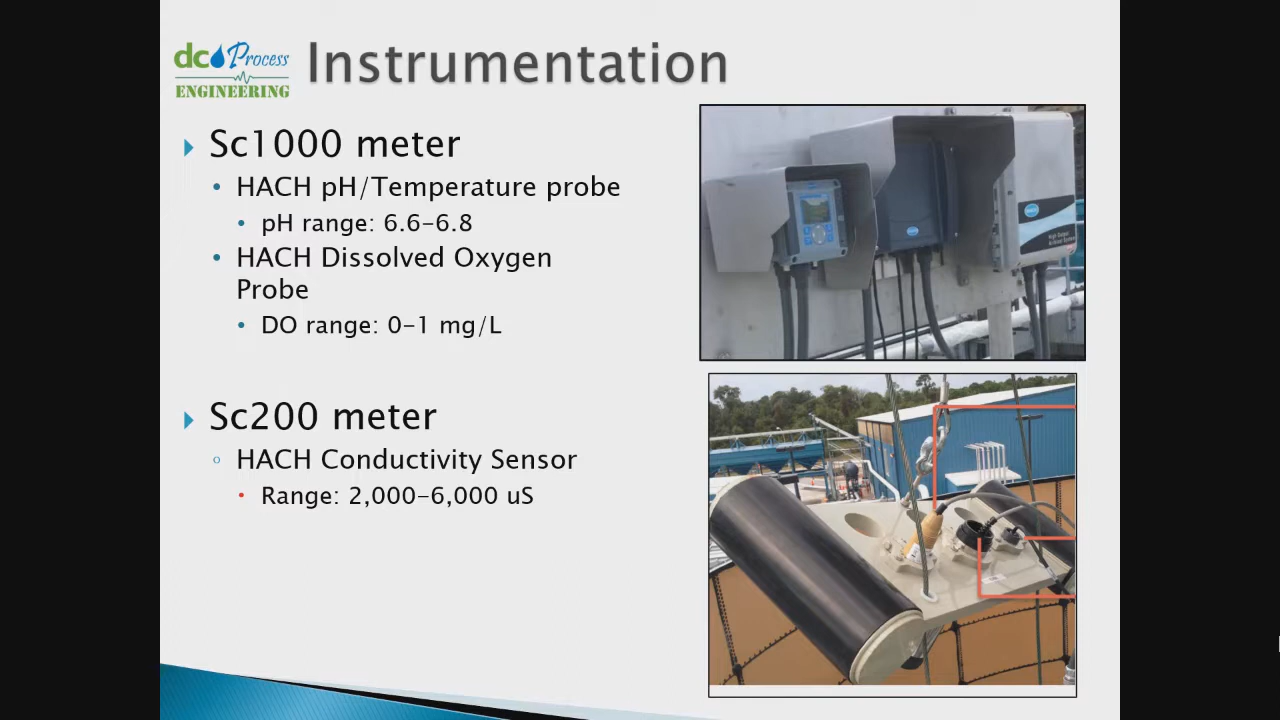 dc Process
ENGINEERING
Instrumentation
Sc1000 meter
HACH pH/Temperature probe
pH range: 6.6-6.8
HACH Dissolved Oxygen
Probe
DO range: 0-1 mg/L
Sc200 meter
HACH Conductivity Sensor
Range: 2,000-6,000 uS